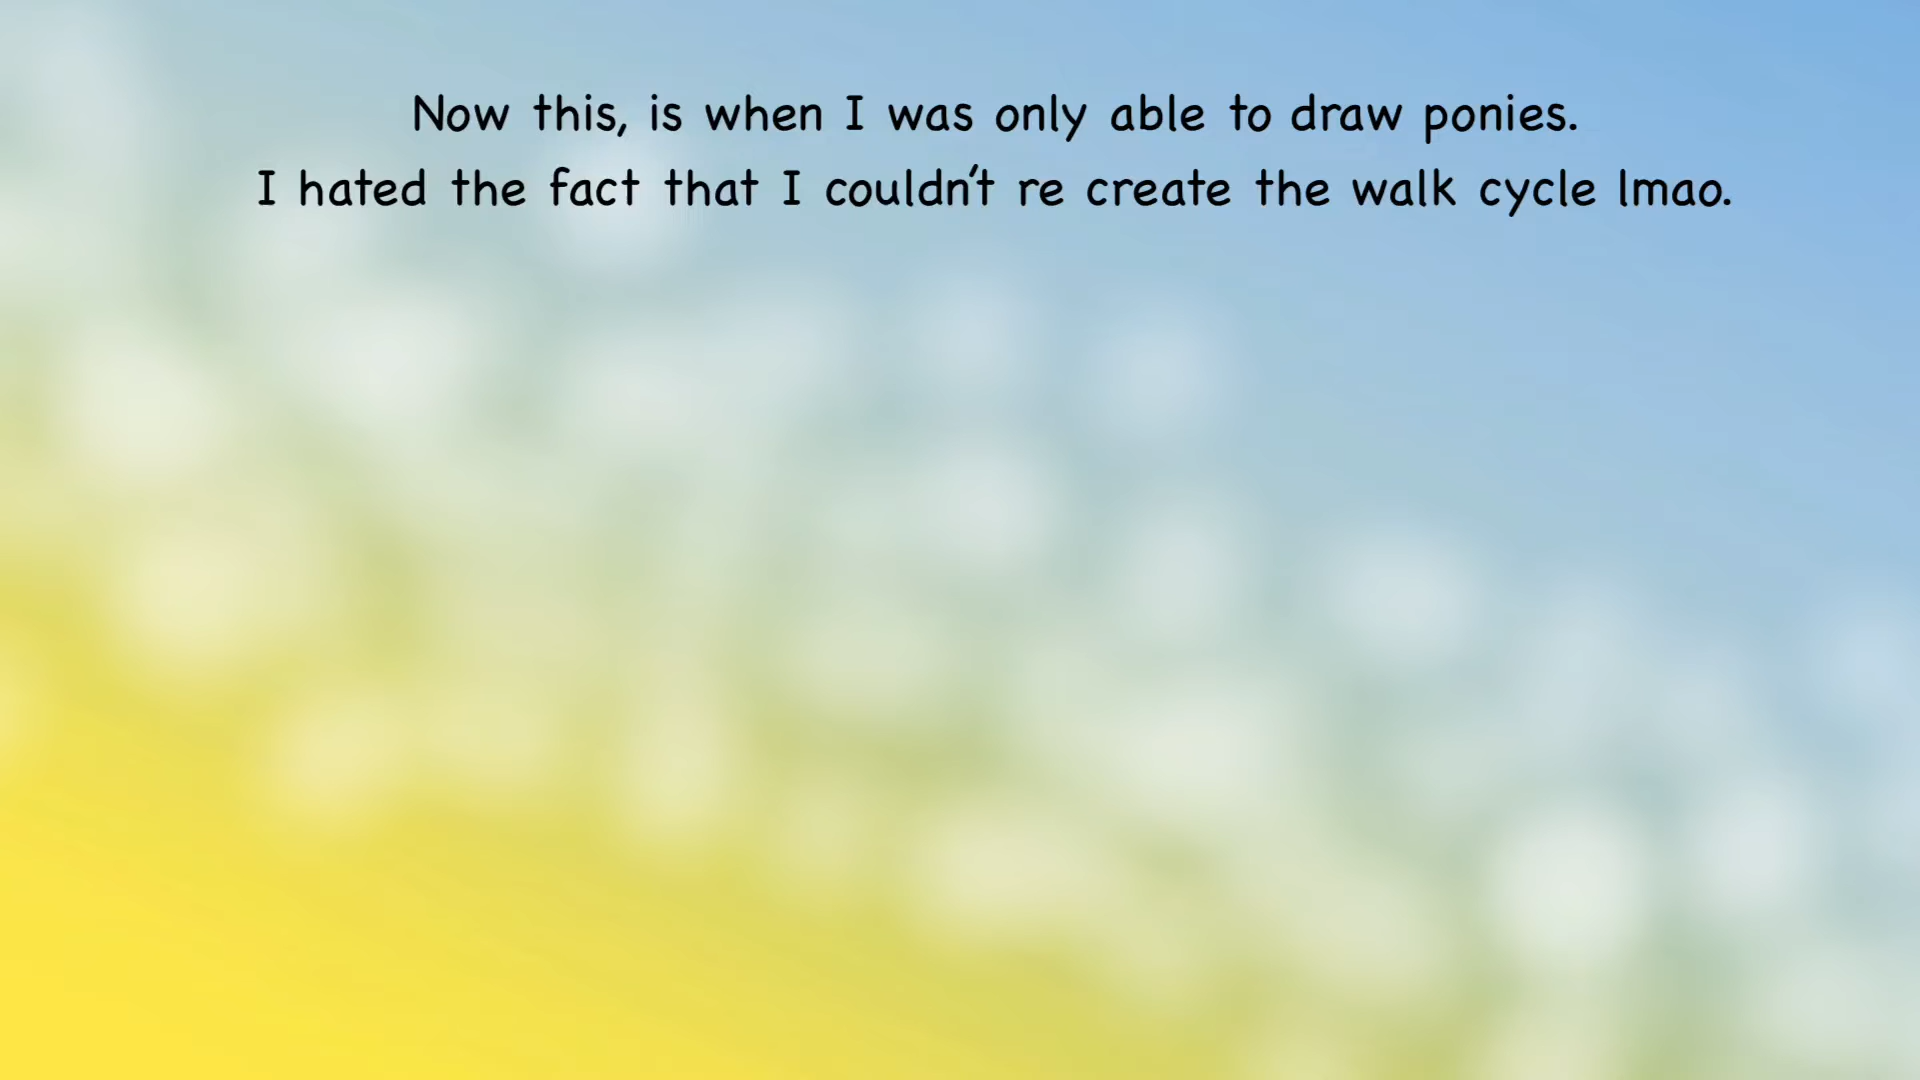 Now this, is when I was only able to draw ponies.
I hated the fact that I couldn't re create the walk cycle lmao.